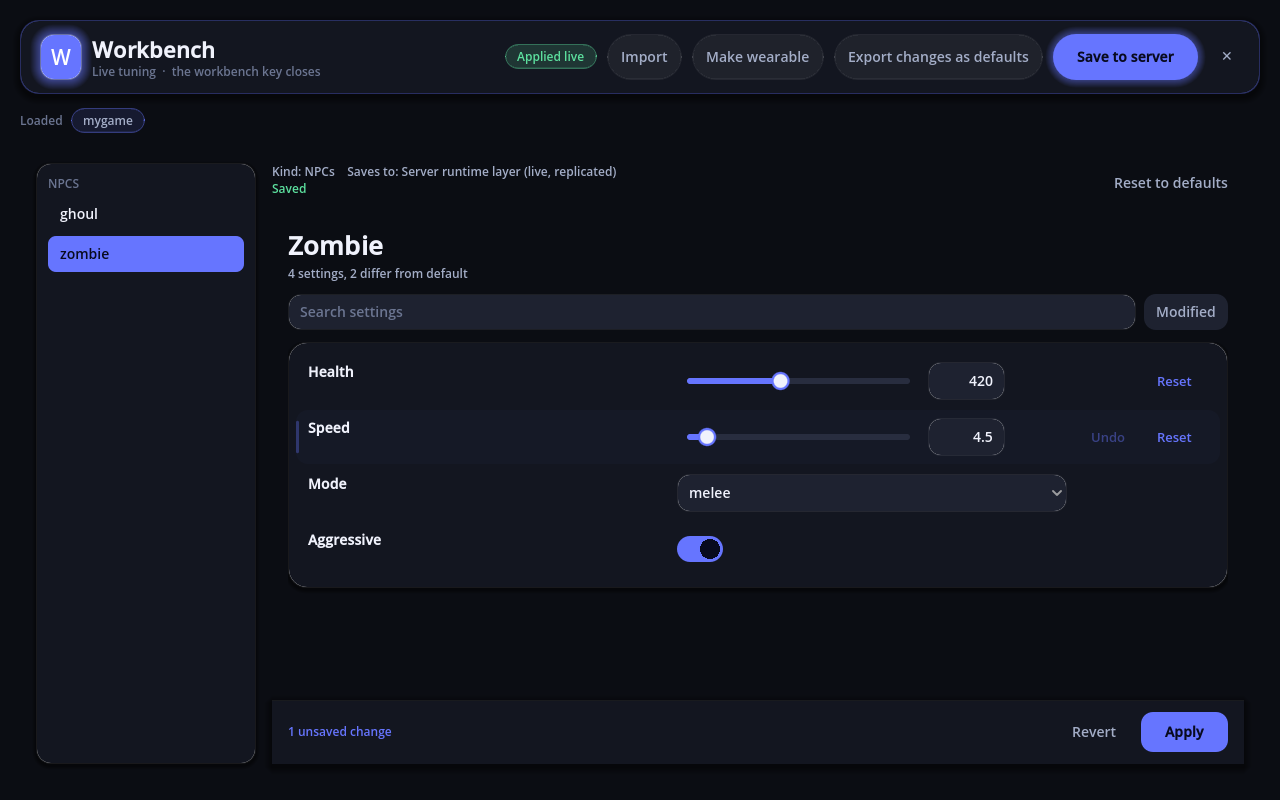 W
Workbench
Live tuning · the workbench key closes
Applied live
Import
Make wearable
Export changes as defaults
Save to server
×
Loaded
mygame
NPCS
ghoul
zombie
Kind: NPCs Saves to: Server runtime layer (live, replicated)
Saved
Reset to defaults
Zombie
4 settings, 2 differ from default
Search settings
Modified
Health
420
Reset
Speed
4.5
Undo
Reset
Mode
melee
Aggressive
1 unsaved change
Revert
Apply